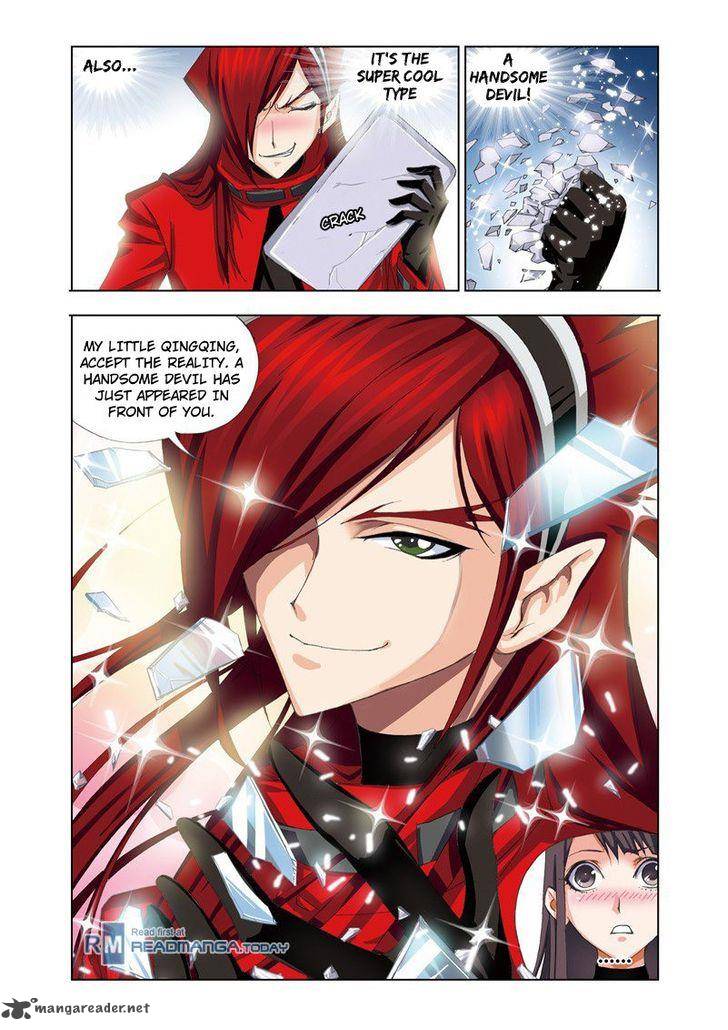 ALSO...
IT'S THE
SUPER COOL
TYPE
CRACK
A
HANDSOME
DEVIL!
MY LITTLE QINGQING,
ACCEPT THE REALITY. A
HANDSOME DEVIL HAS
JUST APPEARED IN
FRONT OF YOU.
......
RM
Read first at
READMANGA.TODAY
mangareader.net